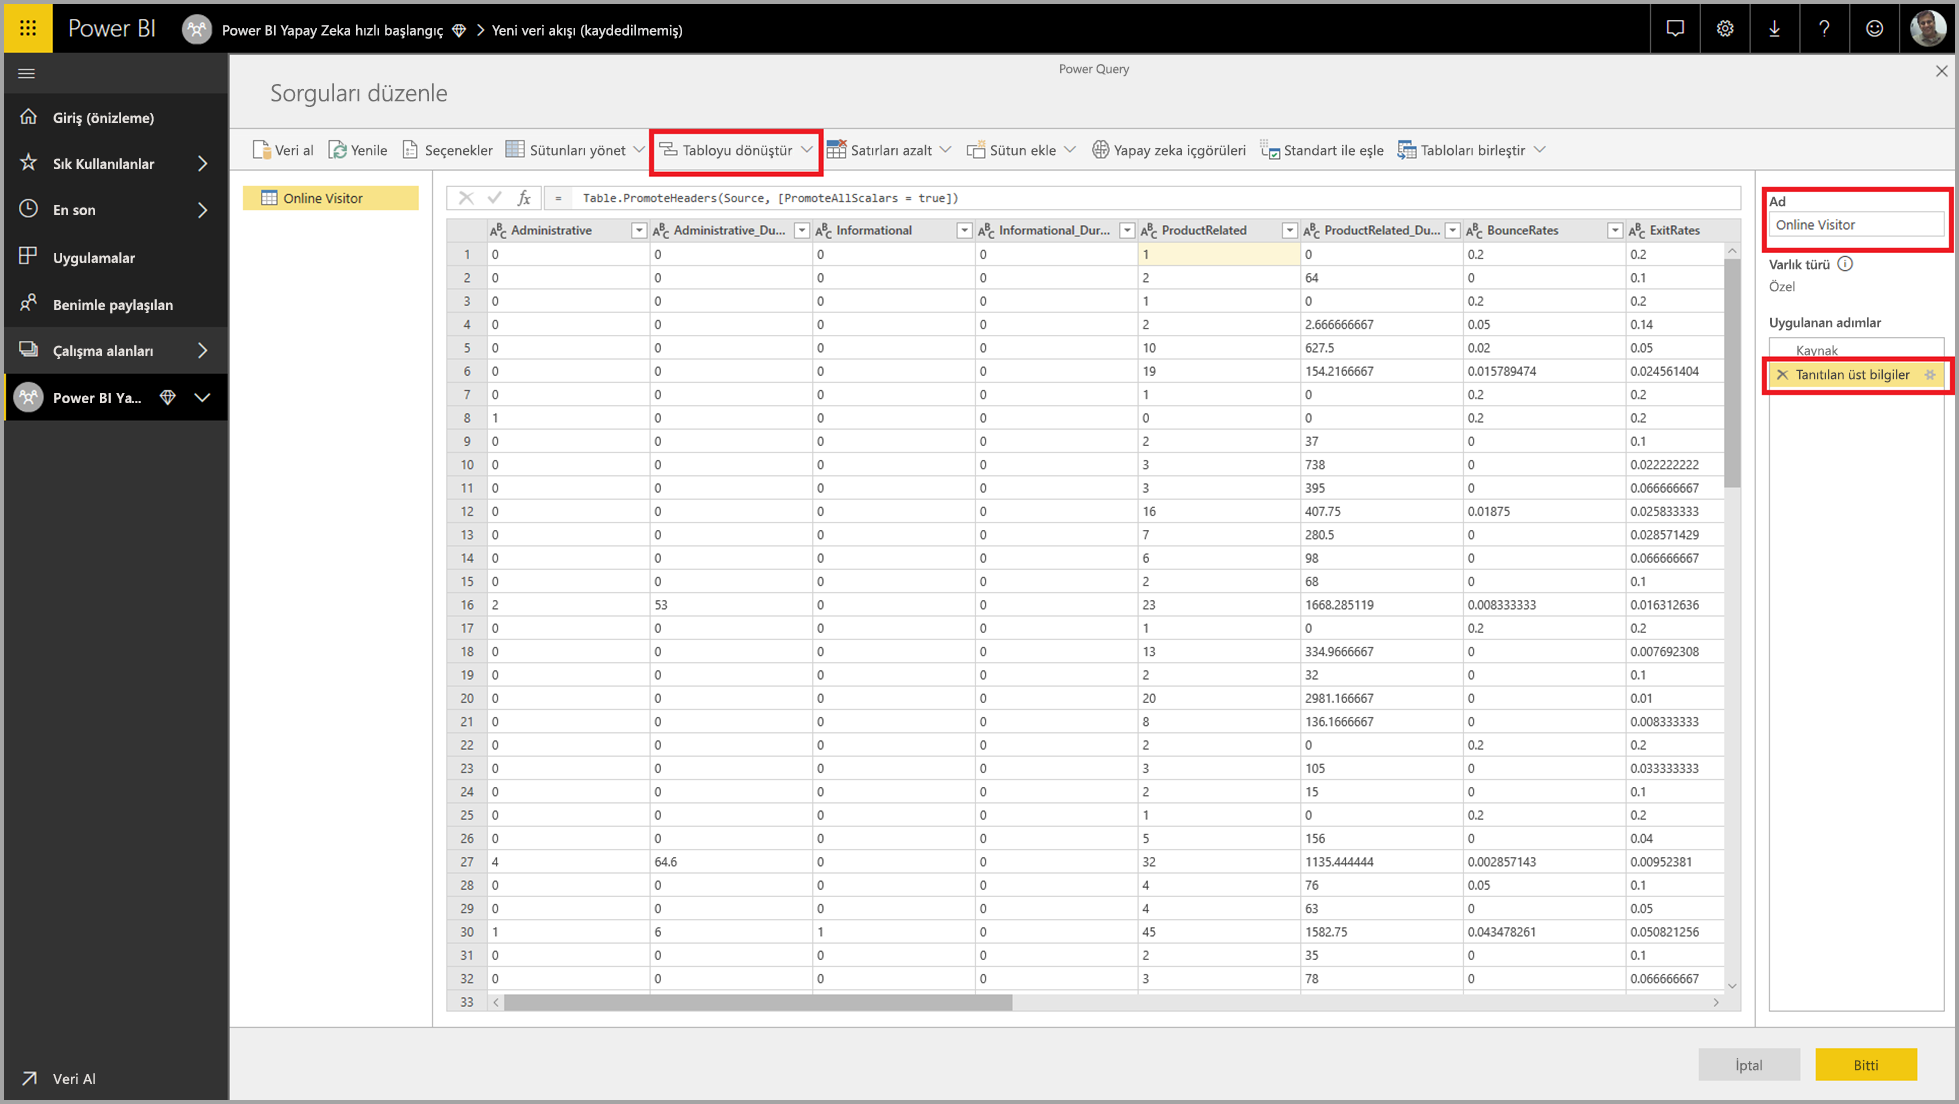 Power BI
Power BI Yapay Zeka hızlı başlangıç > Yeni veri akışı (kaydedilmemiş)
?
Power Query
Sorguları düzenle
Giriş (önizleme)
Sık Kullanılanlar
En son
Uygulamalar
Benimle paylaşılan
Çalışma alanları
Power BI Ya...
Veri Al
Veri al Yenile Seçenekler Sütunları yönet Tabloyu dönüştür Satırları azalt Sütun ekle Yapay zeka içgörüleri Standart ile eşle Tabloları birleştir
Online Visitor
fx = Table.PromoteHeaders(Source, [PromoteAllScalars = true])
ABC Administrative ABC Administrative_Du... ABC Informational ABC Informational_Dur... ABC ProductRelated ABC ProductRelated_Du... ABC BounceRates ABC ExitRates
1 0 0 0 0 1 0 0.2 0.2
2 0 0 0 0 2 64 0 0.1
3 0 0 0 0 1 0 0.2 0.2
4 0 0 0 0 2 2.666666667 0.05 0.14
5 0 0 0 0 10 627.5 0.02 0.05
6 0 0 0 0 19 154.2166667 0.015789474 0.024561404
7 0 0 0 0 1 0 0.2 0.2
8 1 0 0 0 0 0 0.2 0.2
9 0 0 0 0 2 37 0 0.1
10 0 0 0 0 3 738 0 0.022222222
11 0 0 0 0 3 395 0 0.066666667
12 0 0 0 0 16 407.75 0.01875 0.025833333
13 0 0 0 0 7 280.5 0 0.028571429
14 0 0 0 0 6 98 0 0.066666667
15 0 0 0 0 2 68 0 0.1
16 2 53 0 0 23 1668.285119 0.008333333 0.016312636
17 0 0 0 0 1 0 0.2 0.2
18 0 0 0 0 13 334.9666667 0 0.007692308
19 0 0 0 0 2 32 0 0.1
20 0 0 0 0 20 2981.166667 0 0.01
21 0 0 0 0 8 136.1666667 0 0.008333333
22 0 0 0 0 2 0 0.2 0.2
23 0 0 0 0 3 105 0 0.033333333
24 0 0 0 0 2 15 0 0.1
25 0 0 0 0 1 0 0.2 0.2
26 0 0 0 0 5 156 0 0.04
27 4 64.6 0 0 32 1135.444444 0.002857143 0.00952381
28 0 0 0 0 4 76 0.05 0.1
29 0 0 0 0 4 63 0 0.05
30 1 6 1 0 45 1582.75 0.043478261 0.050821256
31 0 0 0 0 2 35 0 0.1
32 0 0 0 0 3 78 0 0.066666667
33
Ad
Online Visitor
Varlık türü
Özel
Uygulanan adımlar
Kaynak
Tanıtılan üst bilgiler
İptal
Bitti